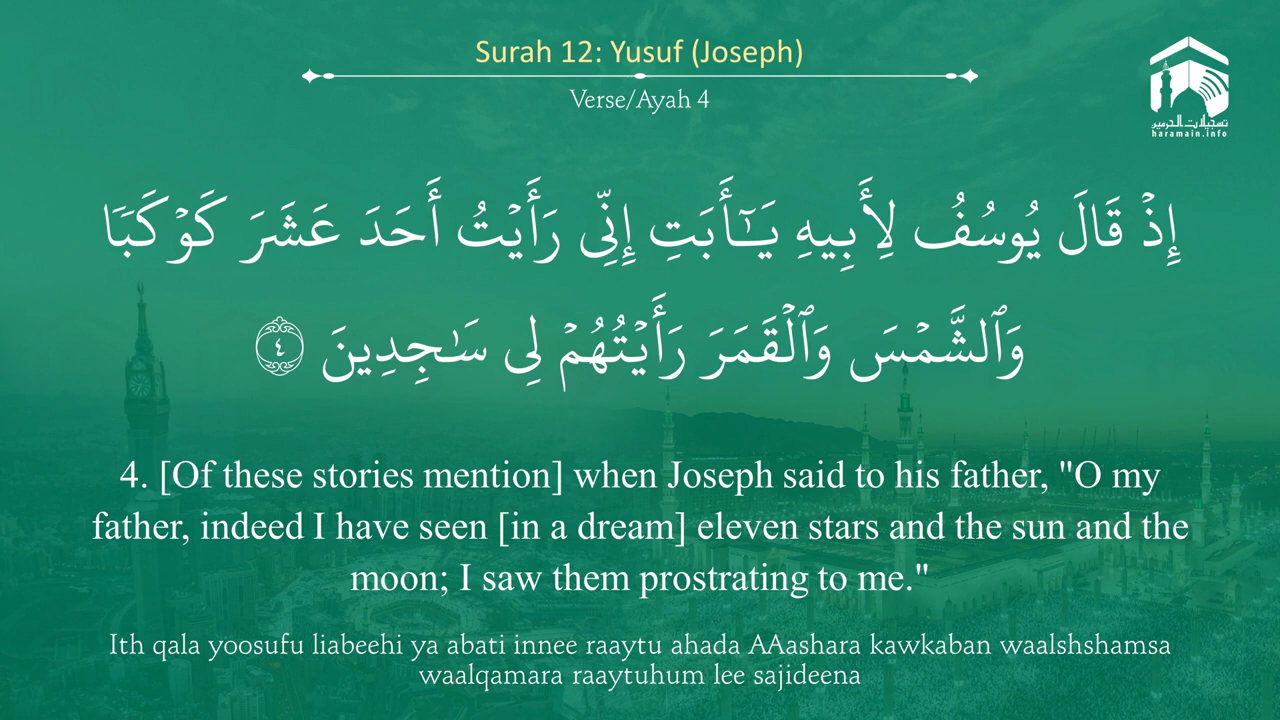 Surah 12: Yusuf (Joseph)
Verse/Ayah 4
تسجيلات الحرمين
haramain.info
إِذْ قَالَ يُوسُفُ لِأَبِيهِ يَـٰٓأَبَتِ إِنِّى رَأَيْتُ أَحَدَ عَشَرَ كَوْكَبًا
وَٱلشَّمْسَ وَٱلْقَمَرَ رَأَيْتُهُمْ لِى سَـٰجِدِينَ ٤
4. [Of these stories mention] when Joseph said to his father, "O my
father, indeed I have seen [in a dream] eleven stars and the sun and the
moon; I saw them prostrating to me."
Ith qala yoosufu liabeehi ya abati innee raaytu ahada AAashara kawkaban waalshshamsa
waalqamara raaytuhum lee sajideena